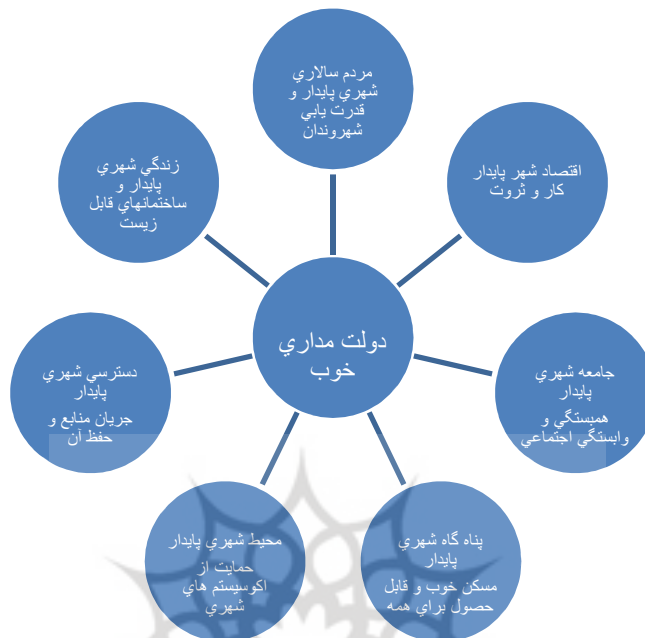 مردم سالاري
شهري پايدار و
قدرت يابي
شهروندان
اقتصاد شهر پايدار
كار و ثروت
جامعه شهري
پايدار
همبستگي و
وابستگي اجتماعي
پناه گاه شهري
پايدار
مسكن خوب و قابل
حصول براي همه
محيط شهري پايدار
حمايت از
اكوسيستم هاي
شهري
دسترسي شهري
پايدار
جريان منابع و
حفظ آن
زندگي شهري
پايدار و
ساختمانهاي قابل
زيست
دولت مداري
خوب